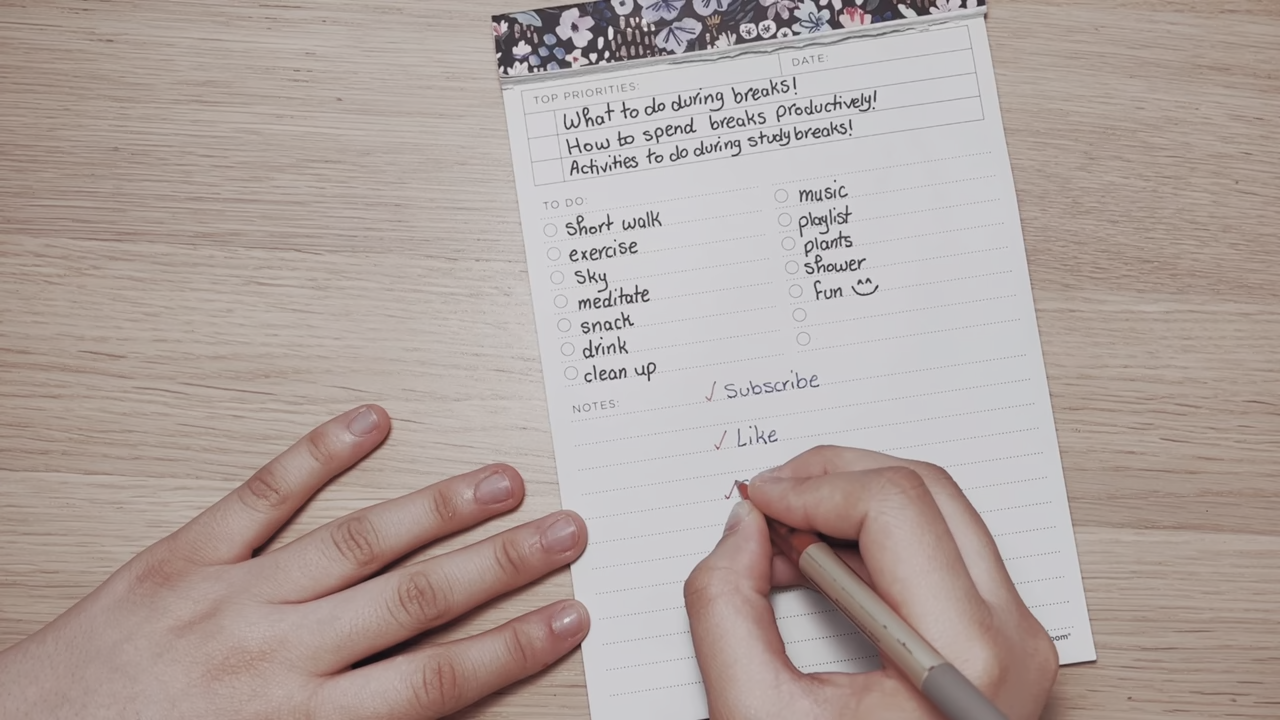 TOP PRIORITIES:
DATE:
What to do during breaks!
How to spend breaks productively!
Activities to do during study breaks!
TO DO:
short walk
exercise
sky
meditate
snack
drink
clean up
music
playlist
plants
shower
fun
NOTES:
✓ Subscribe
✓ Like
✓